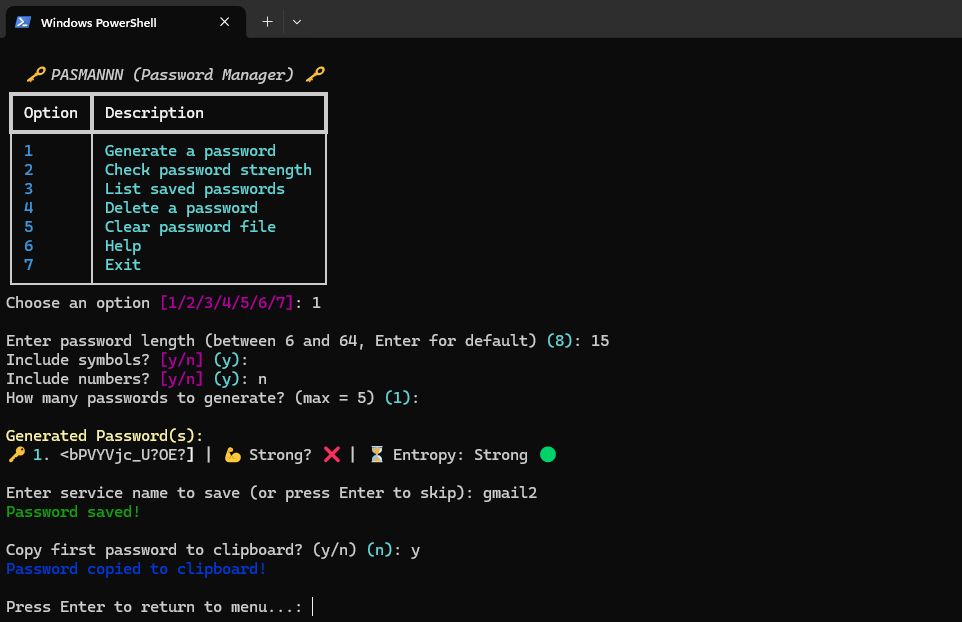 Windows PowerShell
🔑 PASMANNN (Password Manager) 🔑
Option Description
1 Generate a password
2 Check password strength
3 List saved passwords
4 Delete a password
5 Clear password file
6 Help
7 Exit
Choose an option [1/2/3/4/5/6/7]: 1
Enter password length (between 6 and 64, Enter for default) (8): 15
Include symbols? [y/n] (y):
Include numbers? [y/n] (y): n
How many passwords to generate? (max = 5) (1):
Generated Password(s):
🔑 1. <bPVYVjc_U?OE?] | 💪 Strong? ❌ | ⏳ Entropy: Strong 🟢
Enter service name to save (or press Enter to skip): gmail2
Password saved!
Copy first password to clipboard? (y/n) (n): y
Password copied to clipboard!
Press Enter to return to menu...: